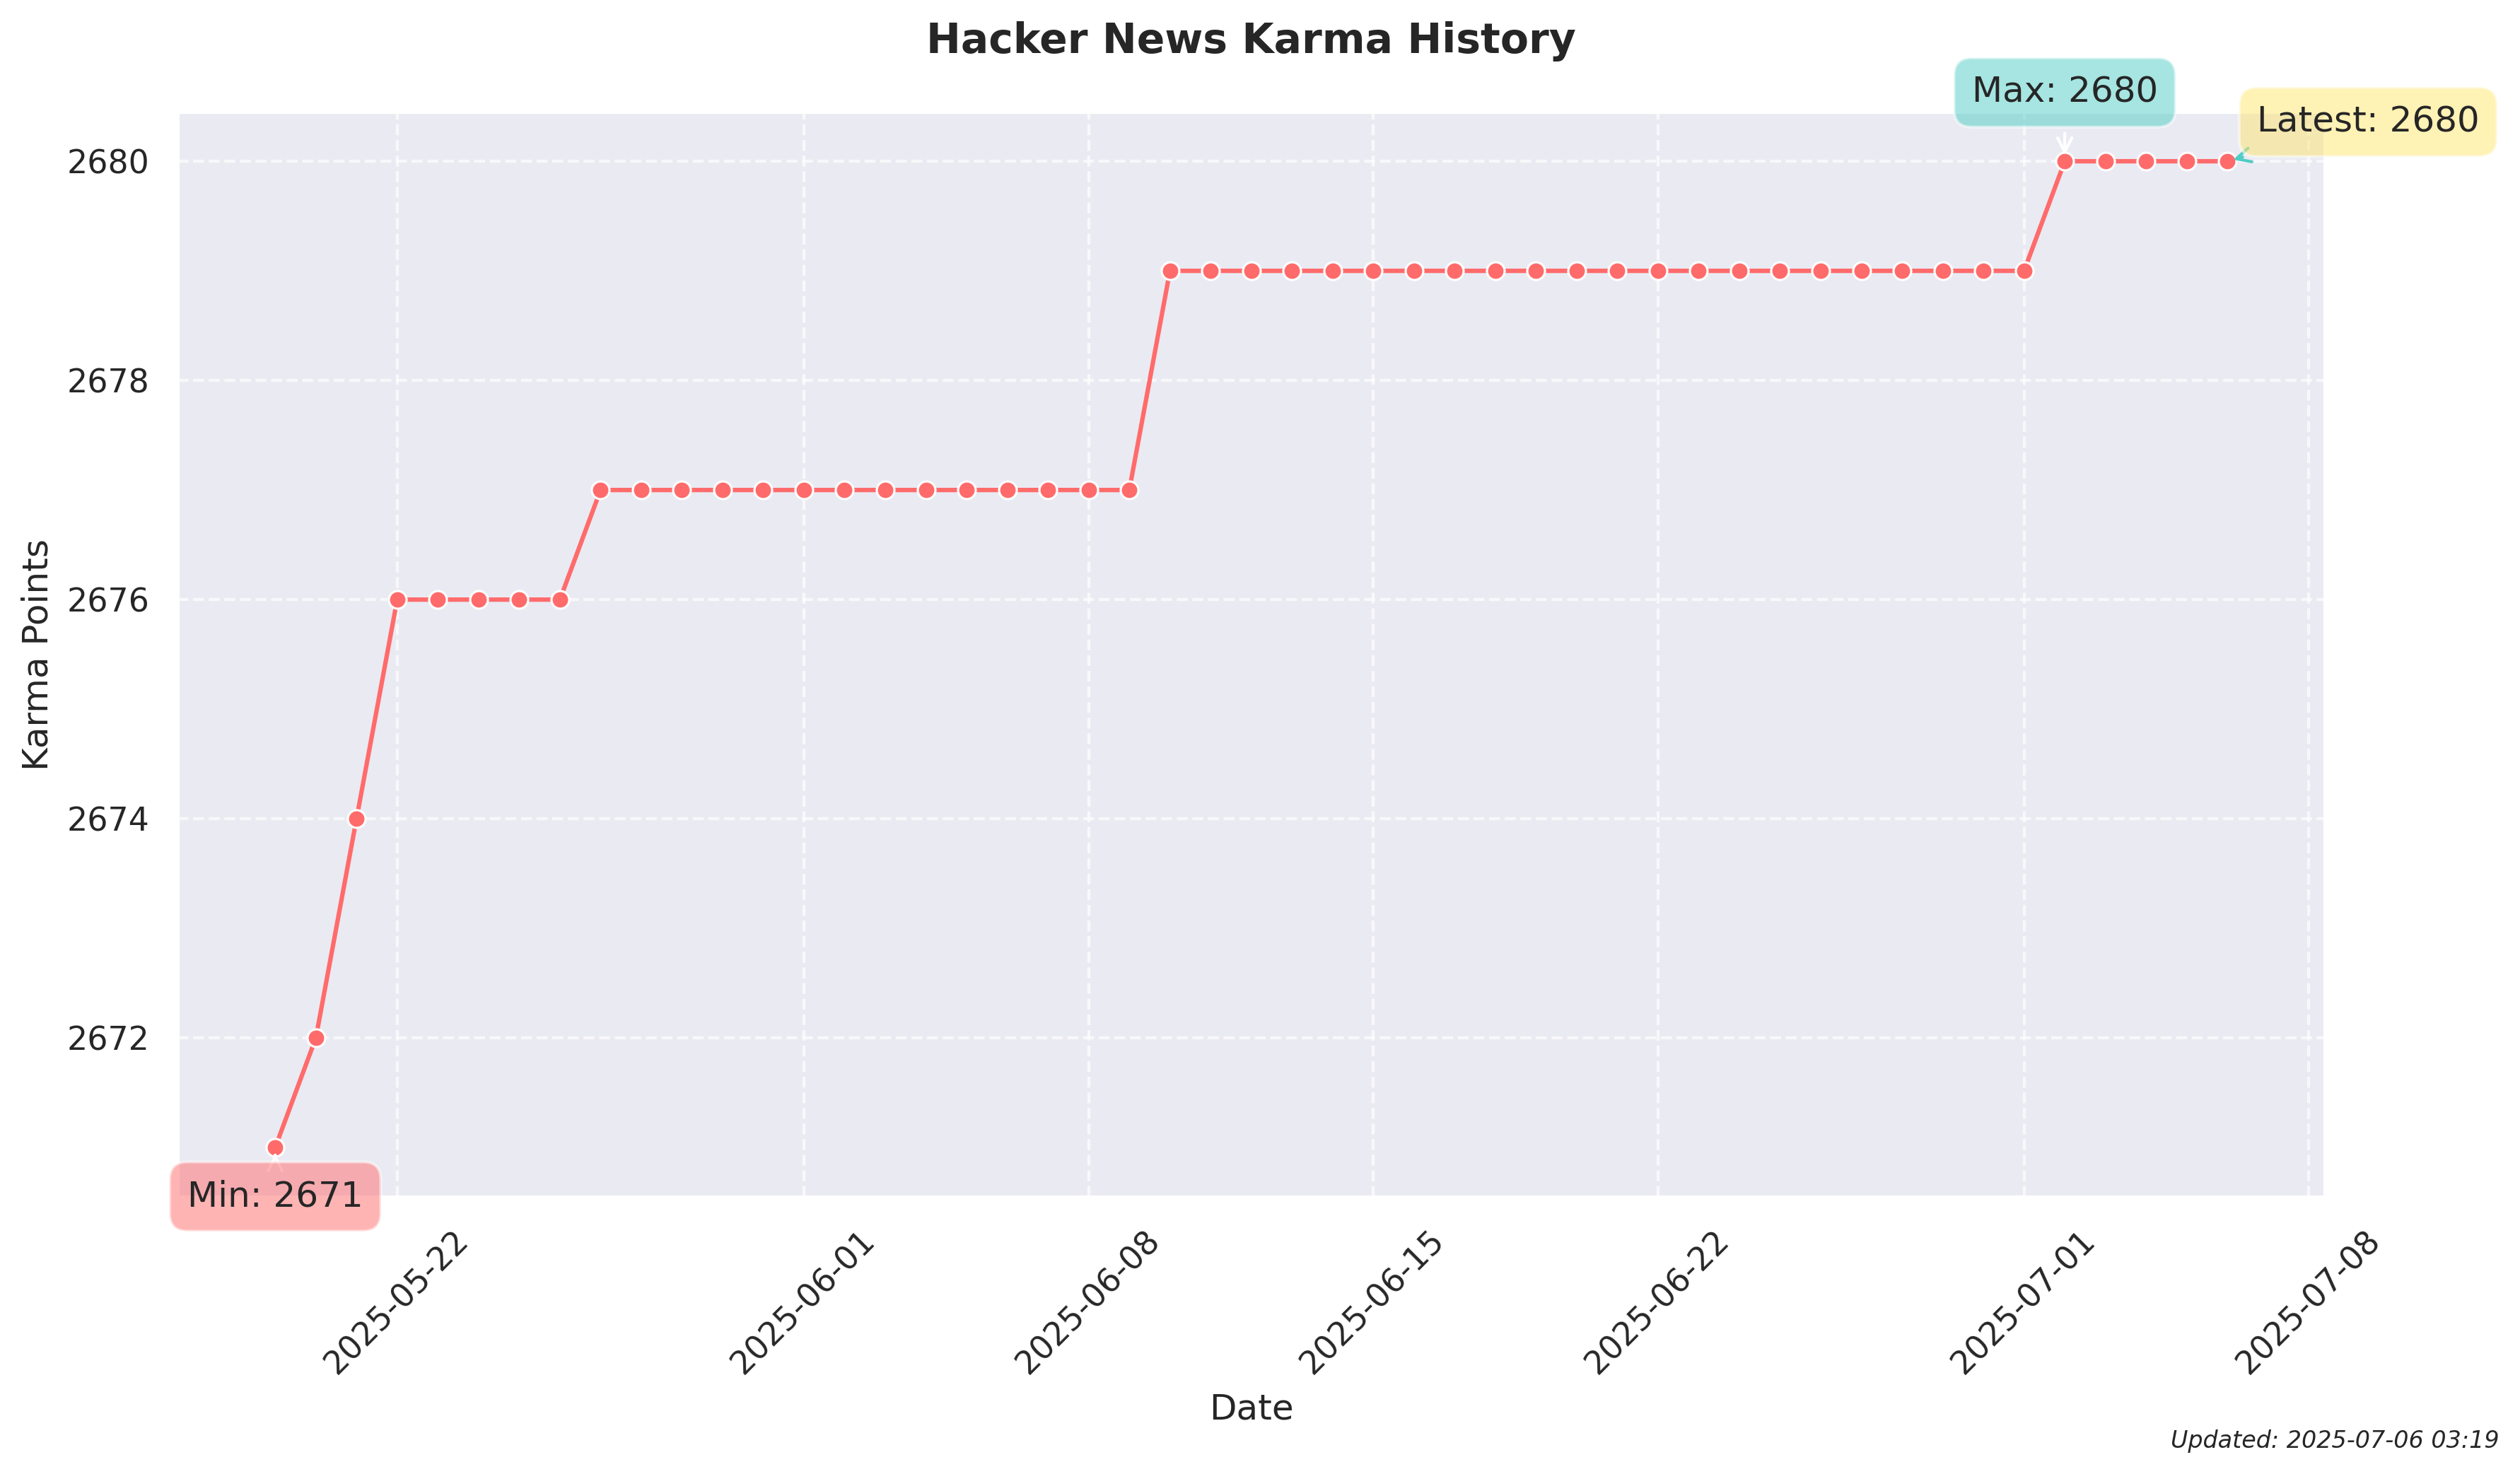 Hacker News Karma History
Max: 2680
Latest: 2680
2680
2678
2676
2674
2672
Karma Points
Min: 2671
2025-05-22
2025-06-01
2025-06-08
2025-06-15
2025-06-22
2025-07-01
2025-07-08
Date
Updated: 2025-07-06 03:19